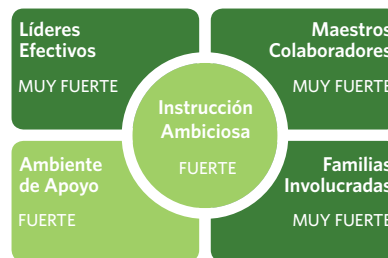 Líderes
Efectivos
MUY FUERTE
Maestros
Colaboradores
MUY FUERTE
Instrucción
Ambiciosa
FUERTE
Ambiente
de Apoyo
FUERTE
Familias
Involucradas
MUY FUERTE